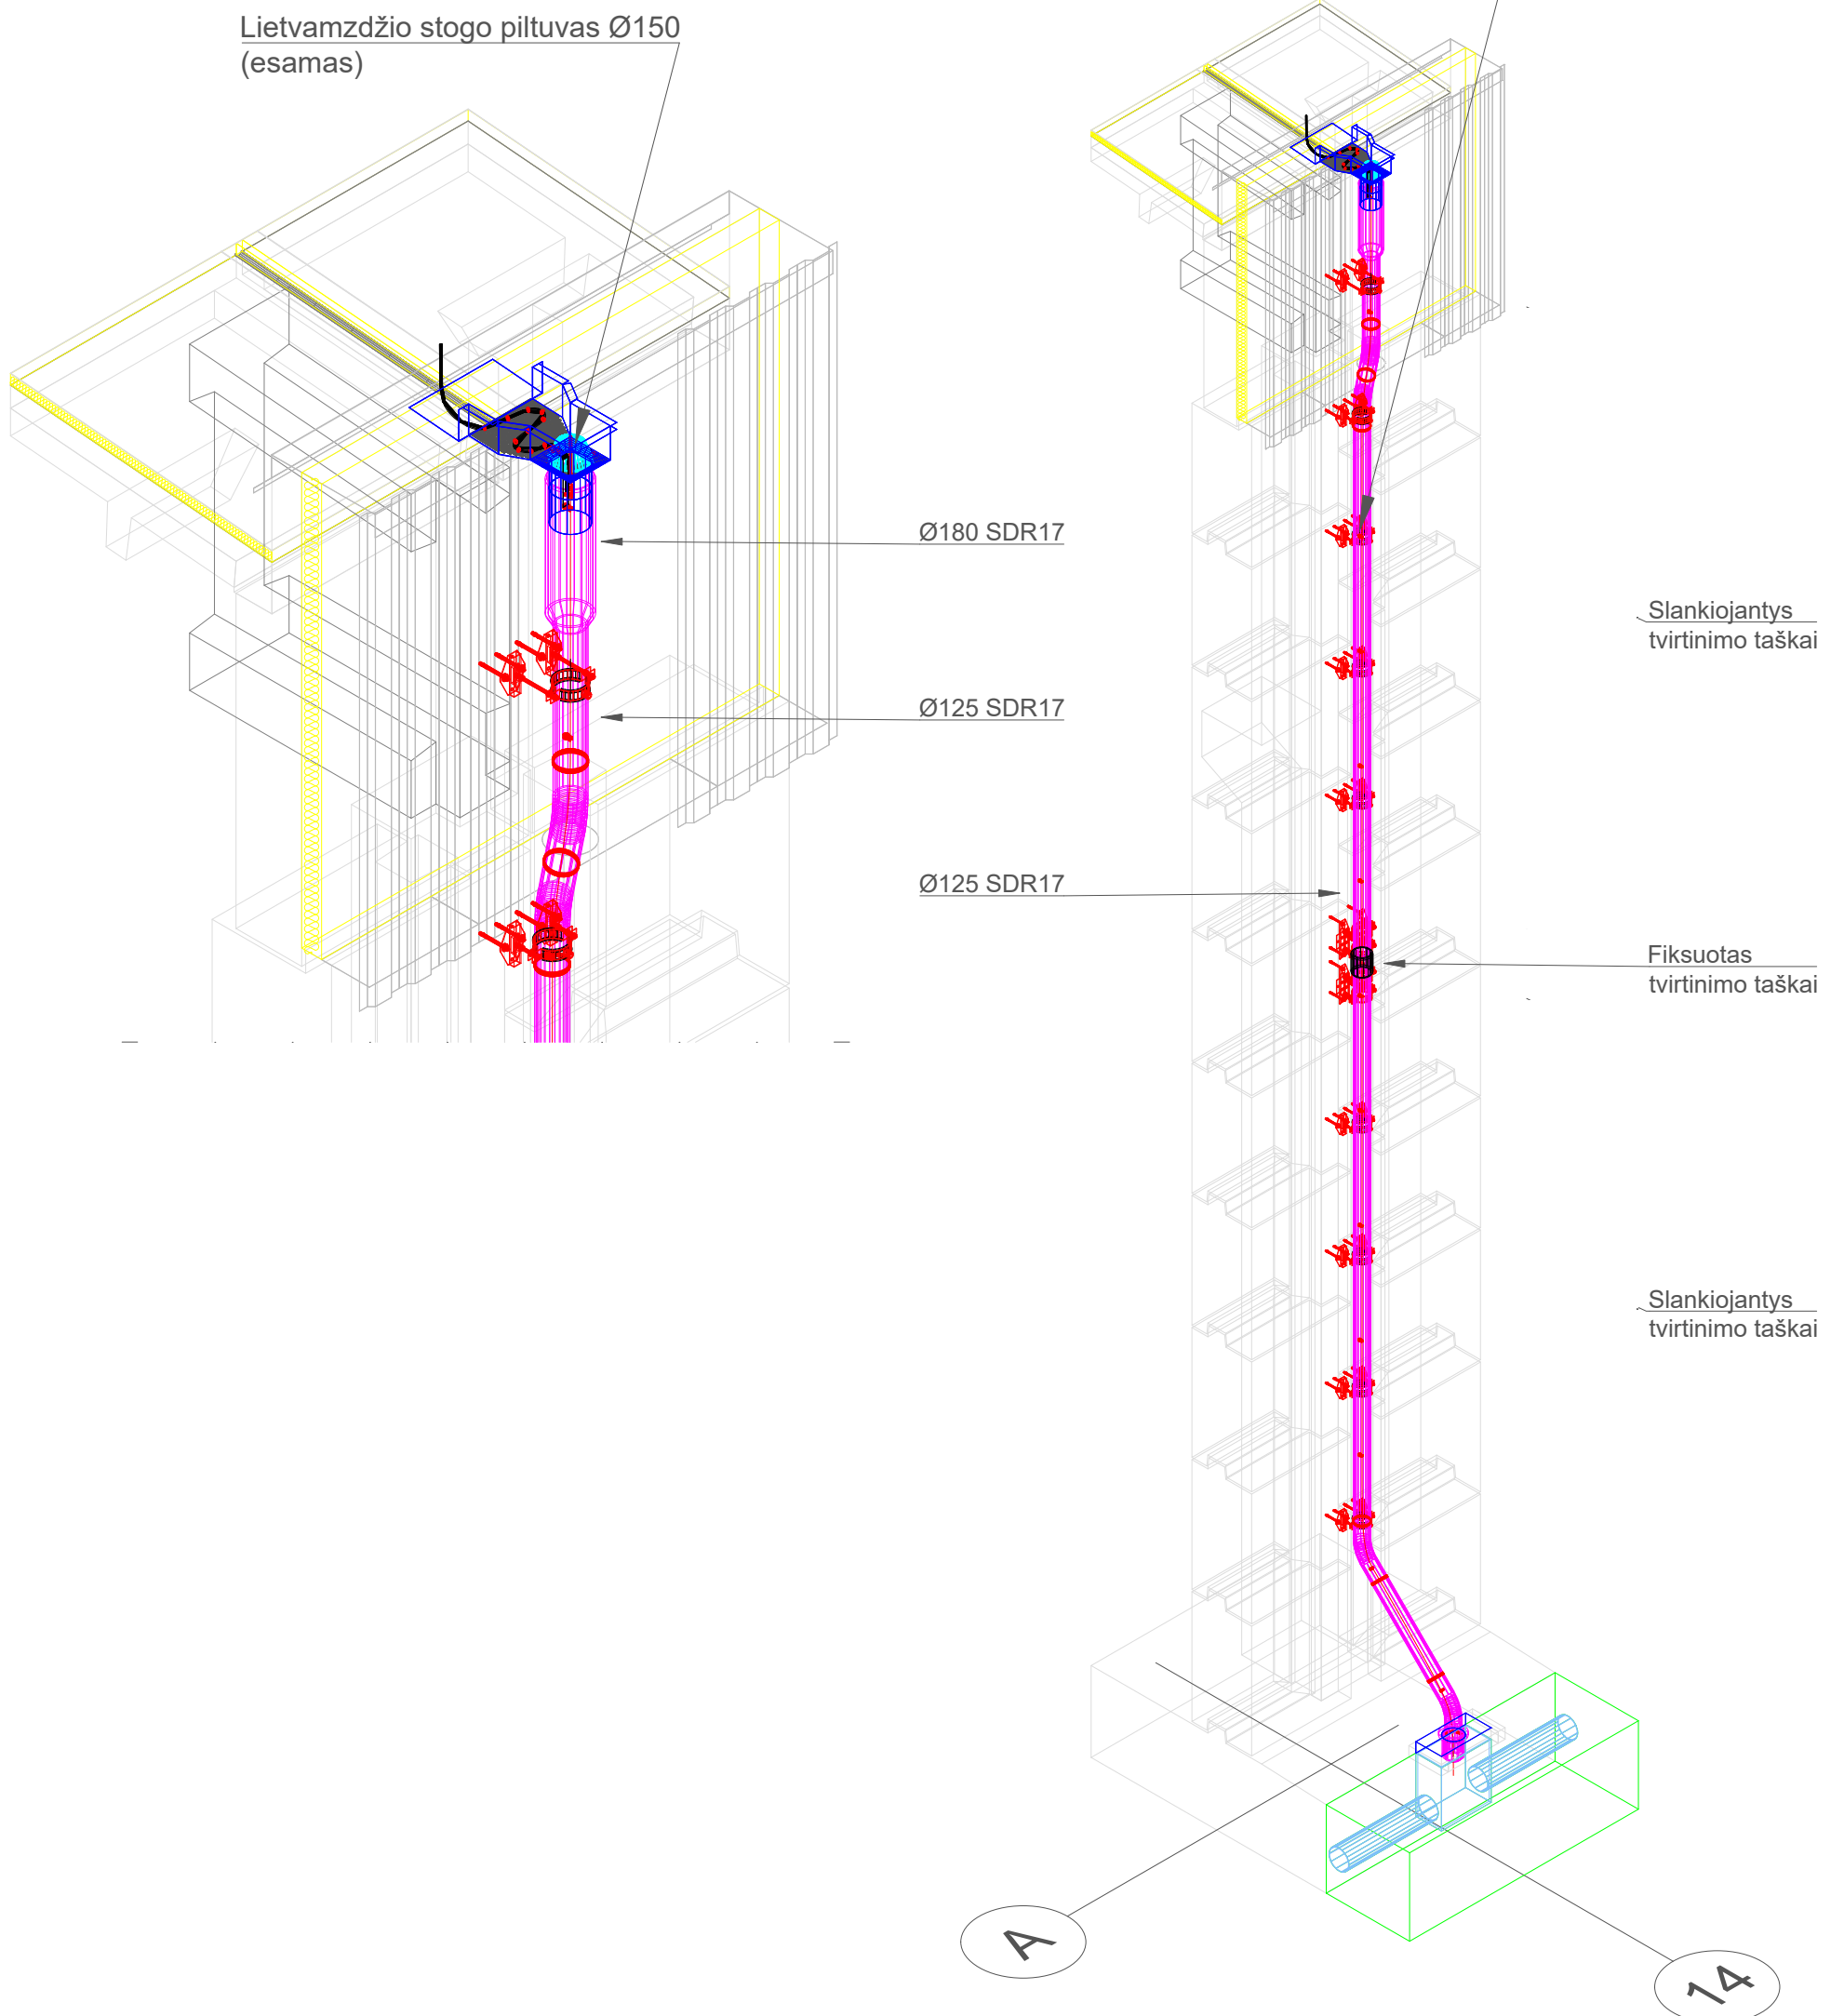 Lietvamzdžio stogo piltuvas Ø150
(esamas)
Ø180 SDR17
Ø125 SDR17
Ø125 SDR17
Slankiojantys
tvirtinimo taškai
Fiksuotas
tvirtinimo taškai
Slankiojantys
tvirtinimo taškai
A
14